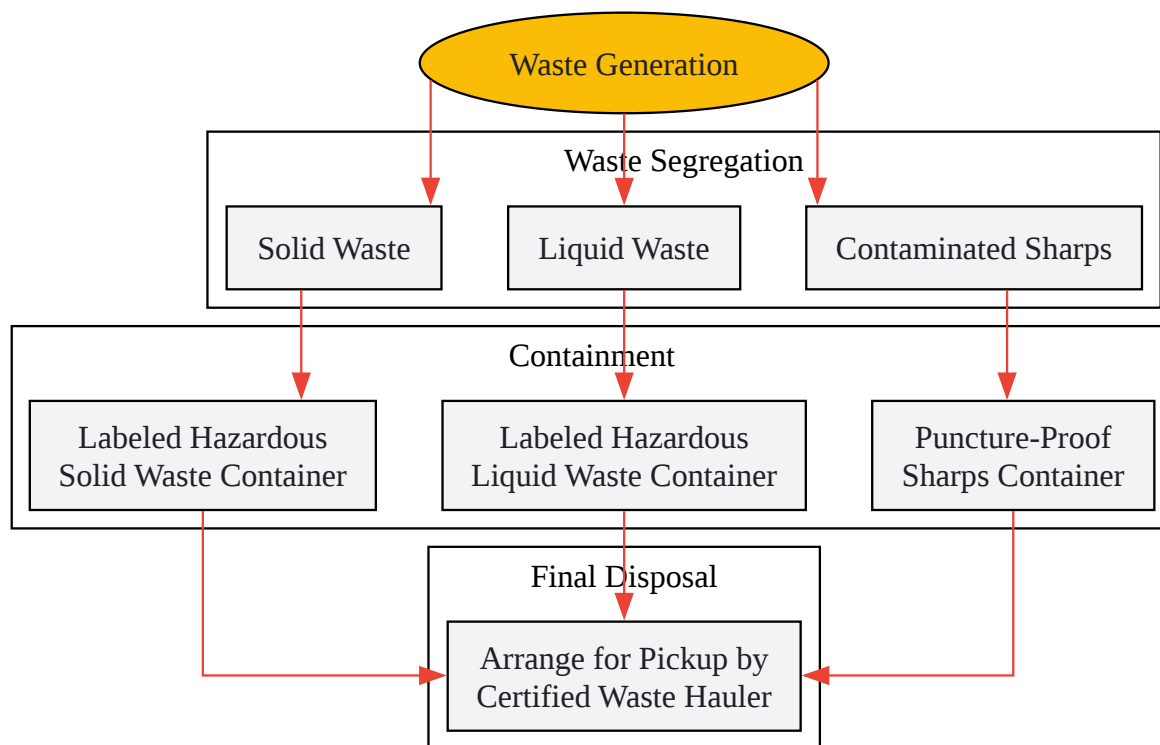 Waste Generation
Waste Segregation
Solid Waste
Liquid Waste
Contaminated Sharps
Containment
Labeled Hazardous
Solid Waste Container
Labeled Hazardous
Liquid Waste Container
Puncture-Proof
Sharps Container
Final Disposal
Arrange for Pickup by
Certified Waste Hauler